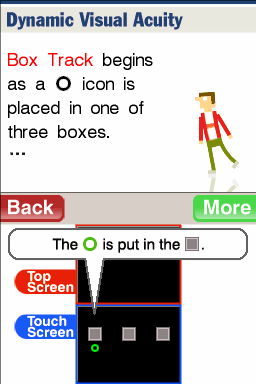 Dynamic Visual Acuity
Box Track begins
as a O icon is
placed in one of
three boxes.
...
Back
More
The O is put in the .
Top
Screen
Touch
Screen